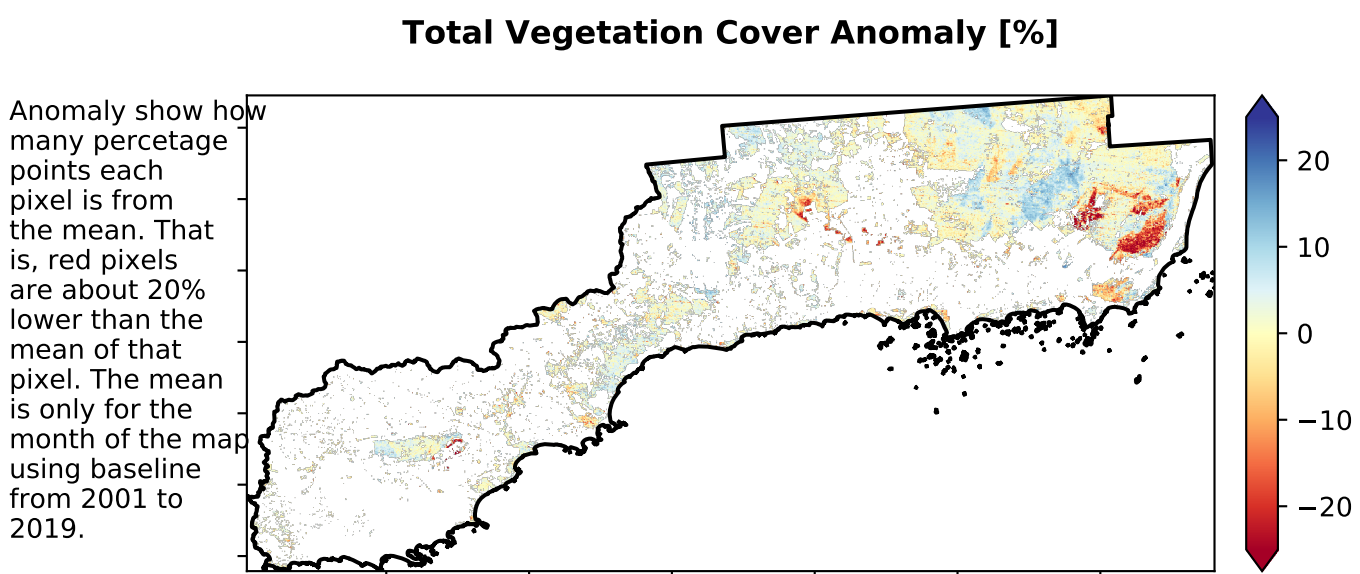 Total Vegetation Cover Anomaly [%]
Anomaly show how
many percetage
points each
pixel is from
the mean. That
is, red pixels
are about 20%
lower than the
mean of that
pixel. The mean
is only for the
month of the map
using baseline
from 2001 to
2019.
20
10
0
−10
−20